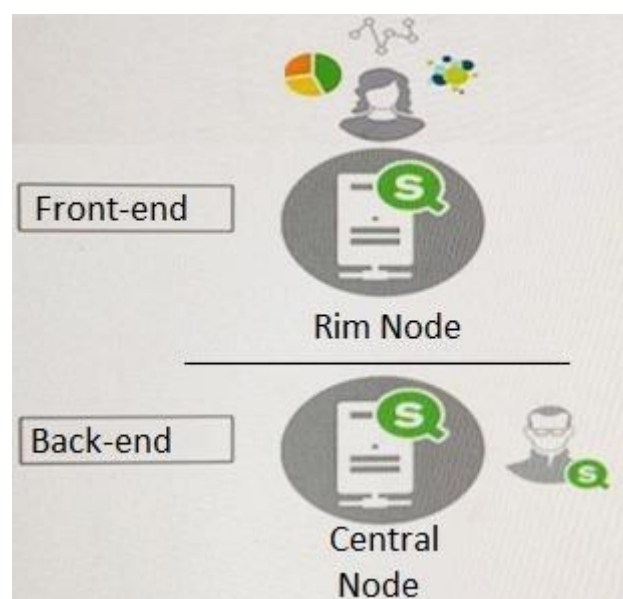 S
Front-end
Rim Node
S
Back-end
S
Central
Node